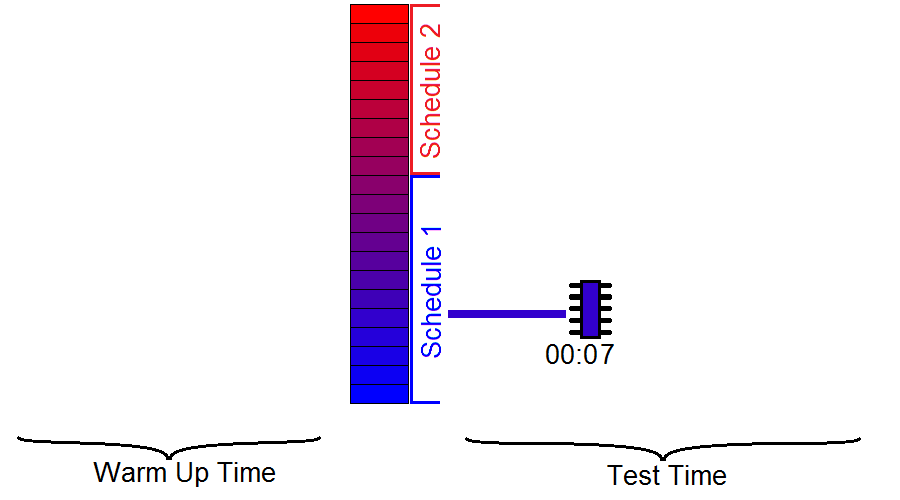 Schedule 2
Schedule 1
00:07
Warm Up Time
Test Time